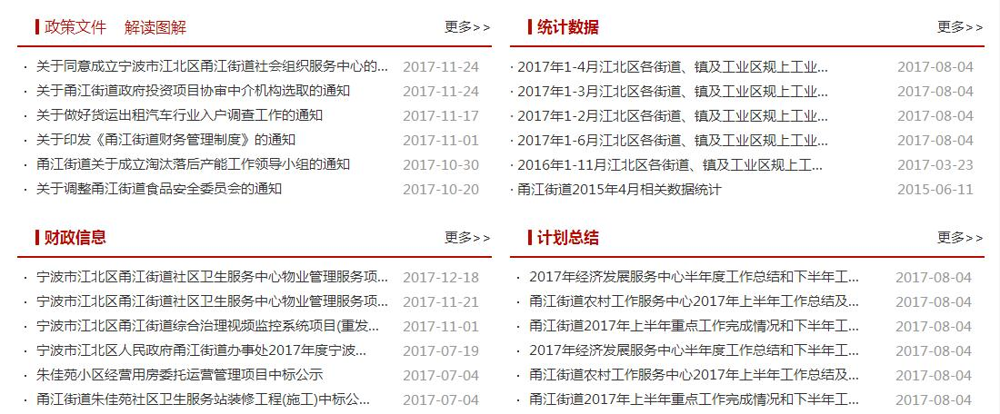 政策文件 解读图解 更多>>
· 关于同意成立宁波市江北区甬江街道社会组织服务中心的... 2017-11-24
· 关于甬江街道政府投资项目协审中介机构选取的通知 2017-11-24
· 关于做好货运出租汽车行业入户调查工作的通知 2017-11-17
· 关于印发《甬江街道财务管理制度》的通知 2017-11-01
· 甬江街道关于成立淘汰落后产能工作领导小组的通知 2017-10-30
· 关于调整甬江街道食品安全委员会的通知 2017-10-20
统计数据 更多>>
· 2017年1-4月江北区各街道、镇及工业区规上工业... 2017-08-04
· 2017年1-3月江北区各街道、镇及工业区规上工业... 2017-08-04
· 2017年1-2月江北区各街道、镇及工业区规上工业... 2017-08-04
· 2017年1-6月江北区各街道、镇及工业区规上工业... 2017-08-04
· 2016年1-11月江北区各街道、镇及工业区规上工... 2017-03-23
· 甬江街道2015年4月相关数据统计 2015-06-11
财政信息 更多>>
· 宁波市江北区甬江街道社区卫生服务中心物业管理服务项... 2017-12-18
· 宁波市江北区甬江街道社区卫生服务中心物业管理服务项... 2017-11-21
· 宁波市江北区甬江街道综合治理视频监控系统项目(重发... 2017-11-01
· 宁波市江北区人民政府甬江街道办事处2017年度宁波... 2017-07-19
· 朱佳苑小区经营用房委托运营管理项目中标公示 2017-07-04
· 甬江街道朱佳苑社区卫生服务站装修工程(施工)中标公... 2017-07-04
计划总结 更多>>
· 2017年经济发展服务中心半年度工作总结和下半年工... 2017-08-04
· 甬江街道农村工作服务中心2017年上半年工作总结及... 2017-08-04
· 甬江街道2017年上半年重点工作完成情况和下半年工... 2017-08-04
· 2017年经济发展服务中心半年度工作总结和下半年工... 2017-08-04
· 甬江街道农村工作服务中心2017年上半年工作总结及... 2017-08-04
· 甬江街道2017年上半年重点工作完成情况和下半年工... 2017-08-04